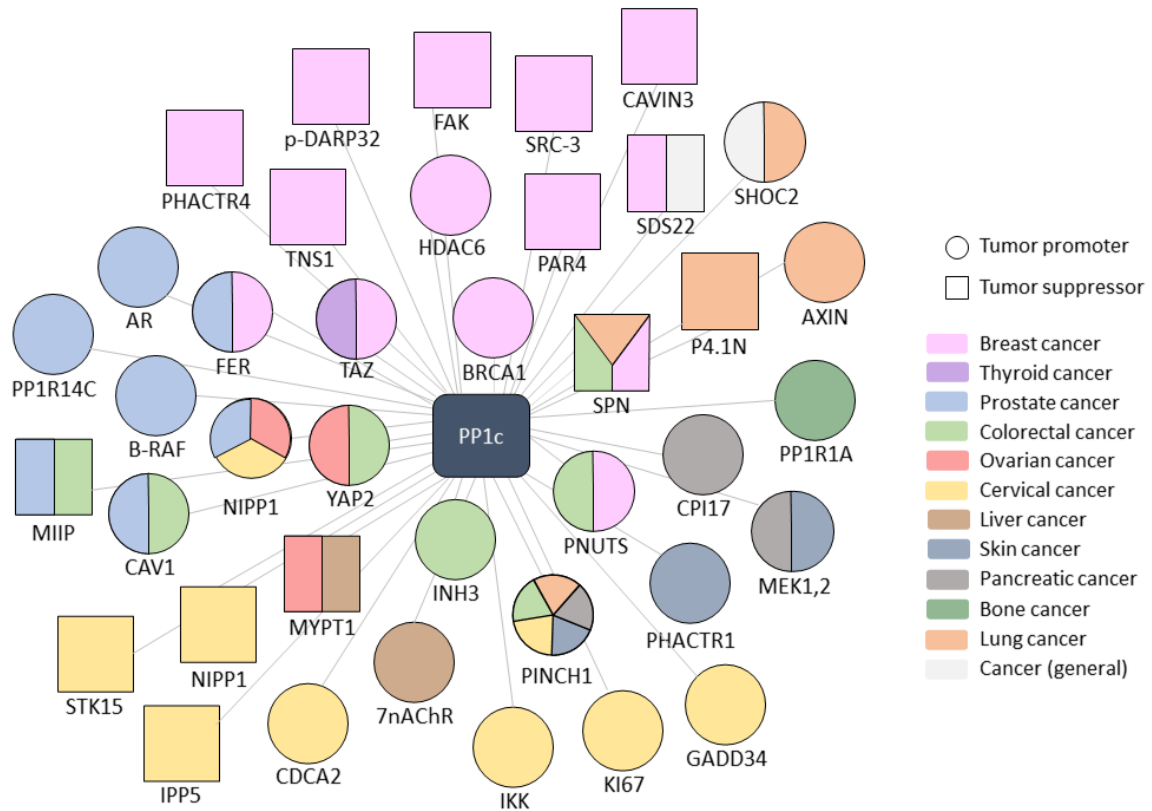 CAVIN3
FAK
p-DARP32
SRC-3
PHACTR4
SHOC2
SDS22
HDAC6
TNS1
PAR4
Tumor promoter
Tumor suppressor
AR
AXIN
P4.1N
FER
TAZ
BRCA1
PP1R14C
SPN
B-RAF
PP1c
PP1R1A
NIPP1
YAP2
CPI17
MIIP
CAV1
PNUTS
MEK1,2
INH3
MYPT1
PHACTR1
NIPP1
PINCH1
STK15
7nAChR
GADD34
CDCA2
KI67
IPP5
IKK
Breast cancer
Thyroid cancer
Prostate cancer
Colorectal cancer
Ovarian cancer
Cervical cancer
Liver cancer
Skin cancer
Pancreatic cancer
Bone cancer
Lung cancer
Cancer (general)